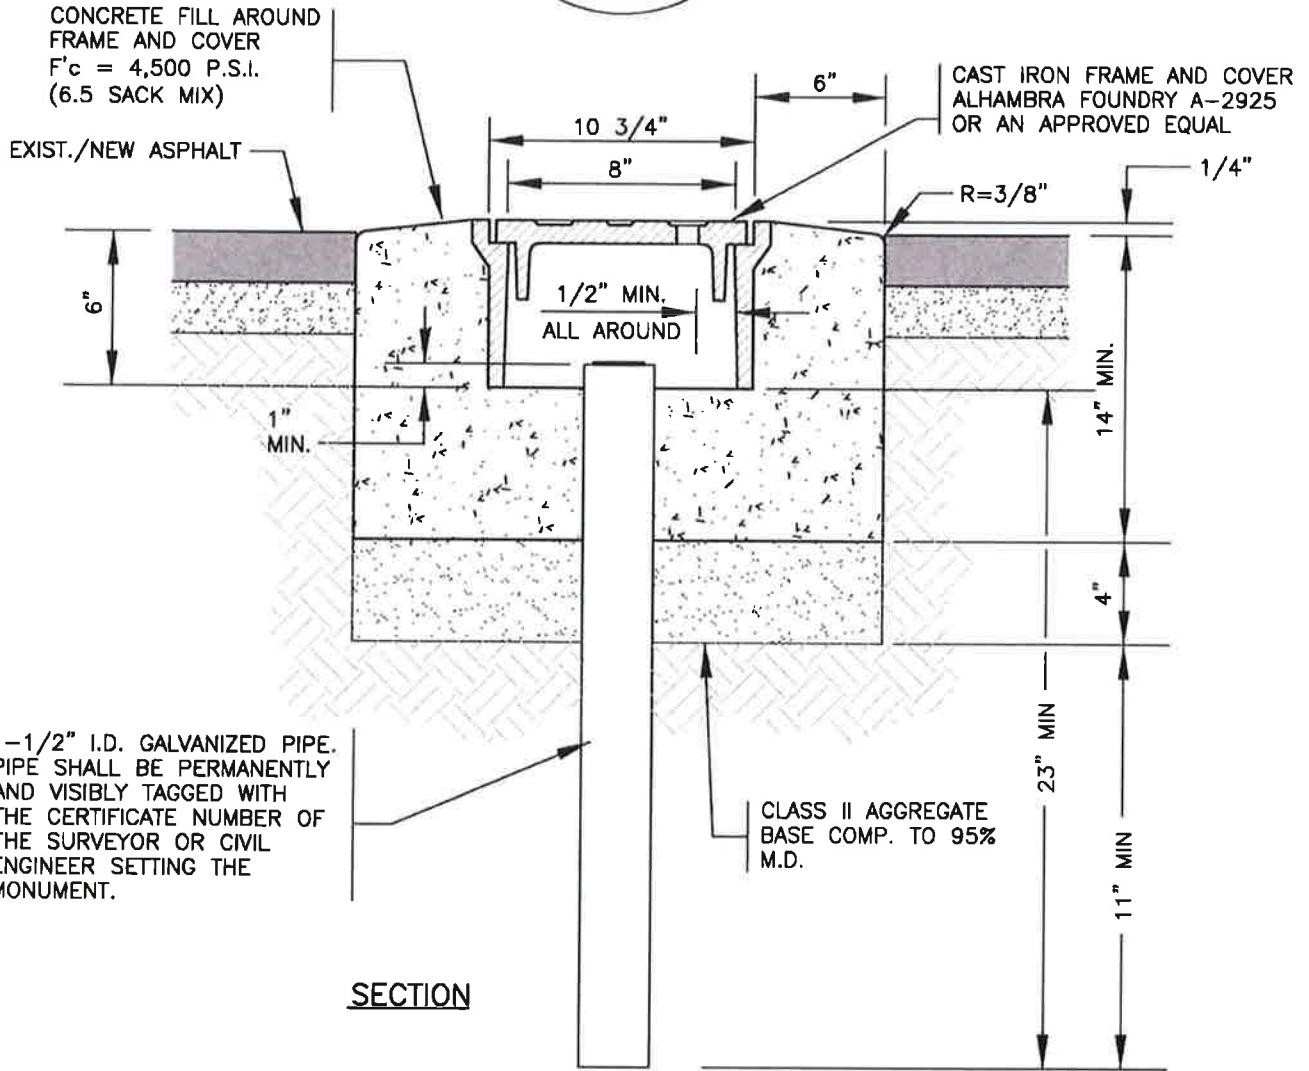 CONCRETE FILL AROUND
FRAME AND COVER
F'c = 4,500 P.S.I.
(6.5 SACK MIX)
EXIST./NEW ASPHALT
CAST IRON FRAME AND COVER
ALHAMBRA FOUNDRY A-2925
OR AN APPROVED EQUAL
6"
10 3/4"
8"
1/4"
R=3/8"
6"
1/2" MIN.
ALL AROUND
1"
MIN.
14" MIN.
4"
23" MIN
11" MIN
-1/2" I.D. GALVANIZED PIPE.
PIPE SHALL BE PERMANENTLY
AND VISIBLY TAGGED WITH
THE CERTIFICATE NUMBER OF
THE SURVEYOR OR CIVIL
ENGINEER SETTING THE
MONUMENT.
CLASS II AGGREGATE
BASE COMP. TO 95%
M.D.
SECTION